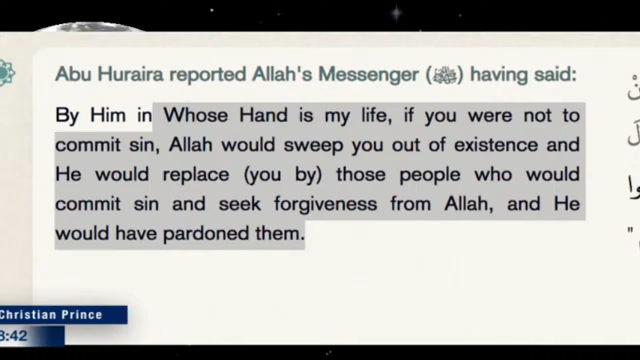 Abu Huraira reported Allah's Messenger (ﷺ) having said:
By Him in Whose Hand is my life, if you were not to
commit sin, Allah would sweep you out of existence and
He would replace (you by) those people who would
commit sin and seek forgiveness from Allah, and He
would have pardoned them.
Christian Prince
8:42